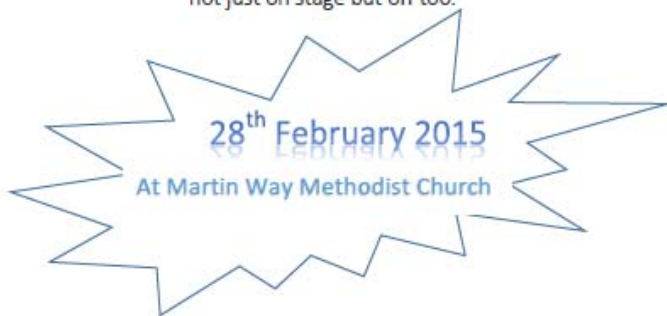 not just on stage but off too.
28th February 2015
At Martin Way Methodist Church